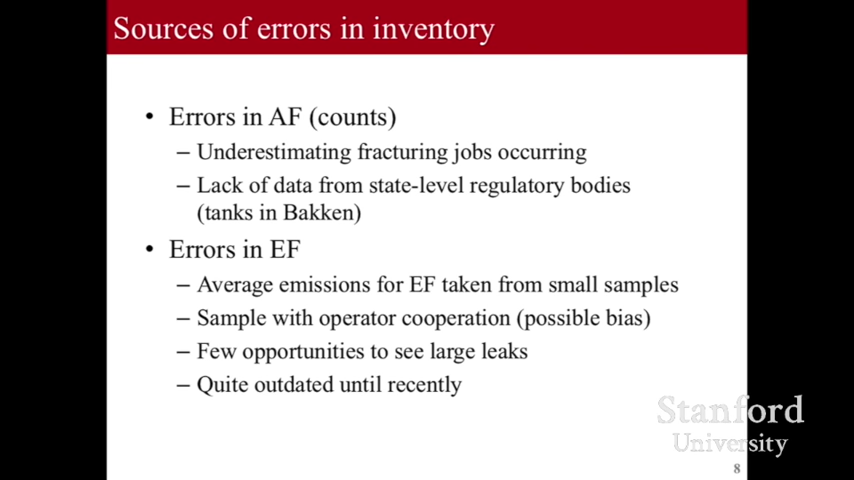 Sources of errors in inventory
• Errors in AF (counts)
– Underestimating fracturing jobs occurring
– Lack of data from state-level regulatory bodies
(tanks in Bakken)
• Errors in EF
– Average emissions for EF taken from small samples
– Sample with operator cooperation (possible bias)
– Few opportunities to see large leaks
– Quite outdated until recently
Stanford
University
8